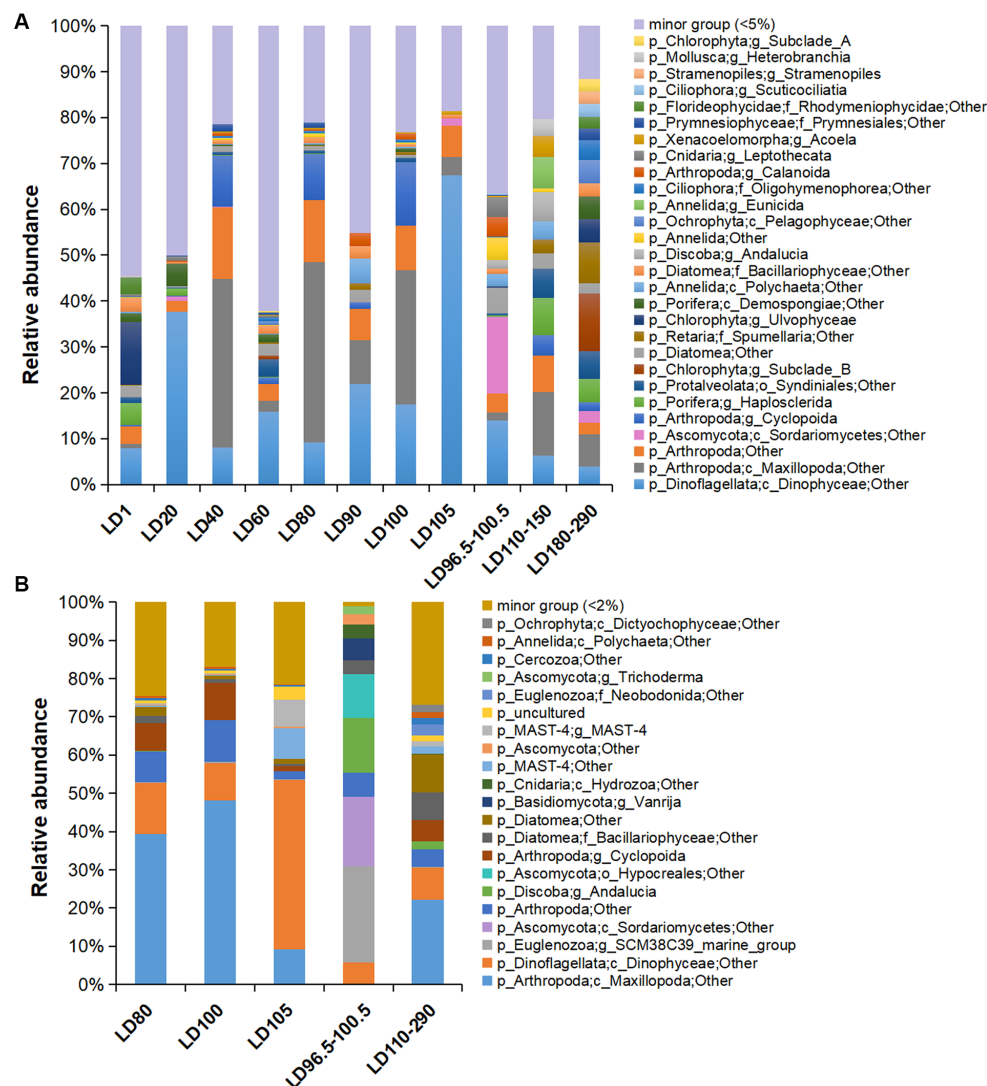 A
100%
90%
80%
70%
60%
50%
40%
30%
20%
10%
0%
Relative abundance
LD1
LD20
LD40
LD60
LD80
LD90
LD100
LD105
LD96.5-100.5
LD110-150
LD180-290
minor group (<5%)
p_Chlorophyta;g_Subclade_A
p_Mollusca;g_Heterobranchia
p_Stramenopiles;g_Stramenopiles
p_Ciliophora;g_Scuticociliatia
p_Florideophycidae;f_Rhodymeniophycidae;Other
p_Prymnesiophyceae;f_Prymnesiales;Other
p_Xenacoelomorpha;g_Acoela
p_Cnidaria;g_Leptothecata
p_Arthropoda;g_Calanoida
p_Ciliophora;f_Oligohymenophorea;Other
p_Annelida;g_Eunicida
p_Ochrophyta;c_Pelagophyceae;Other
p_Annelida;Other
p_Discoba;g_Andalucia
p_Diatomea;f_Bacillariophyceae;Other
p_Annelida;c_Polychaeta;Other
p_Porifera;c_Demospongiae;Other
p_Chlorophyta;g_Ulvophyceae
p_Retaria;f_Spumellaria;Other
p_Diatomea;Other
p_Chlorophyta;g_Subclade_B
p_Protalveolata;o_Syndiniales;Other
p_Porifera;g_Haplosclerida
p_Arthropoda;g_Cyclopoida
p_Ascomycota;c_Sordariomycetes;Other
p_Arthropoda;Other
p_Arthropoda;c_Maxillopoda;Other
p_Dinoflagellata;c_Dinophyceae;Other
B
100%
90%
80%
70%
60%
50%
40%
30%
20%
10%
0%
Relative abundance
LD80
LD100
LD105
LD96.5-100.5
LD110-290
minor group (<2%)
p_Ochrophyta;c_Dictyochophyceae;Other
p_Annelida;c_Polychaeta;Other
p_Cercozoa;Other
p_Ascomycota;g_Trichoderma
p_Euglenozoa;f_Neobodonida;Other
p_uncultured
p_MAST-4;g_MAST-4
p_Ascomycota;Other
p_MAST-4;Other
p_Cnidaria;c_Hydrozoa;Other
p_Basidiomycota;g_Vanrija
p_Diatomea;Other
p_Diatomea;f_Bacillariophyceae;Other
p_Arthropoda;g_Cyclopoida
p_Ascomycota;o_Hypocreales;Other
p_Discoba;g_Andalucia
p_Arthropoda;Other
p_Ascomycota;c_Sordariomycetes;Other
p_Euglenozoa;g_SCM38C39_marine_group
p_Dinoflagellata;c_Dinophyceae;Other
p_Arthropoda;c_Maxillopoda;Other